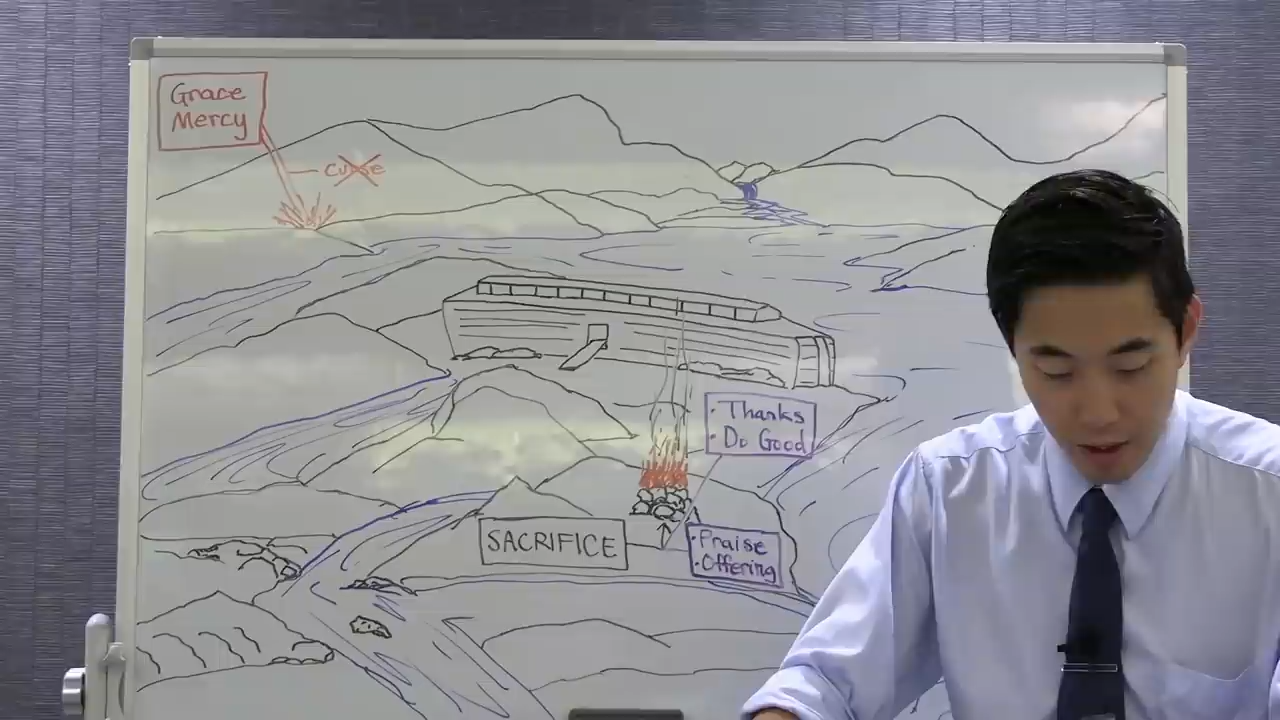 Grace
Mercy
Curse
• Thanks
• Do Good
SACRIFICE
• Praise
• Offering